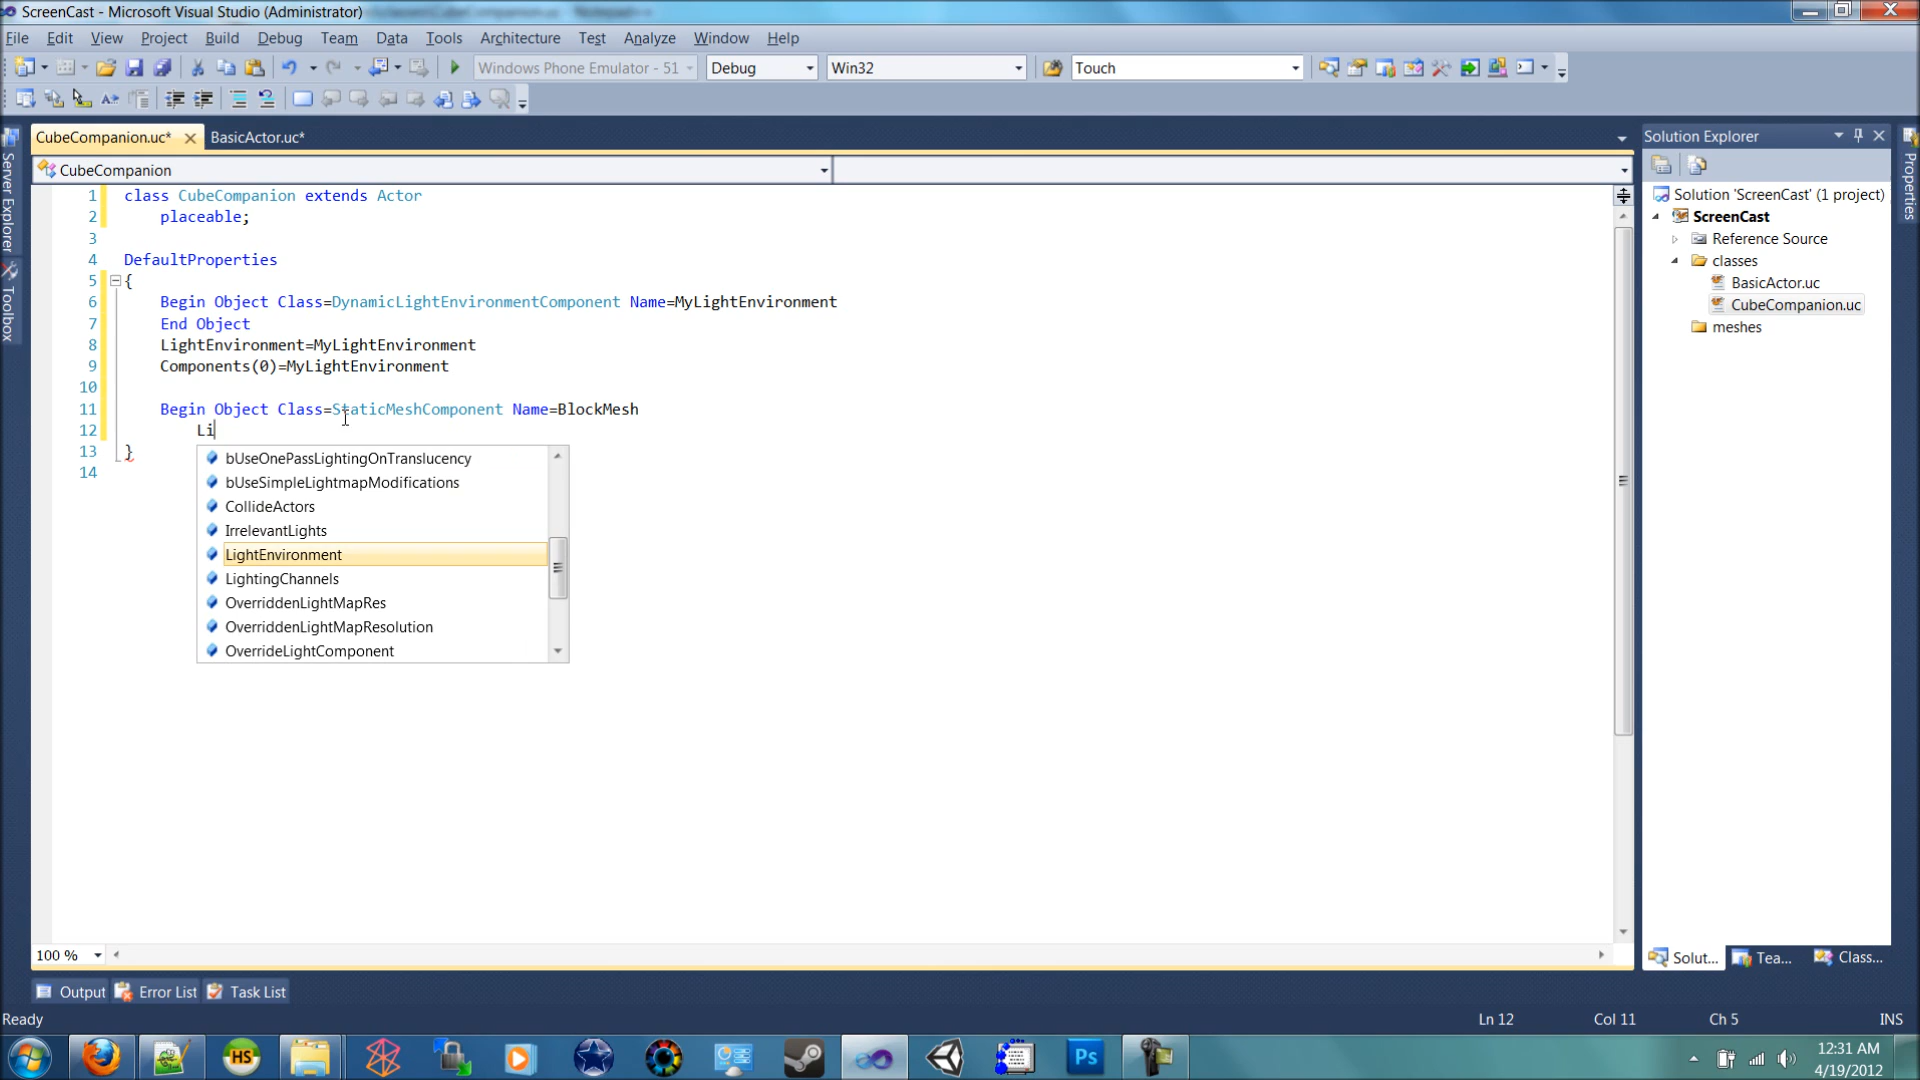 ScreenCast - Microsoft Visual Studio (Administrator)
File Edit View Project Build Debug Team Data Tools Architecture Test Analyze Window Help
Windows Phone Emulator - 51 Debug Win32 Touch
CubeCompanion.uc* BasicActor.uc*
CubeCompanion
1 class CubeCompanion extends Actor
2 placeable;
3
4 DefaultProperties
5 {
6 Begin Object Class=DynamicLightEnvironmentComponent Name=MyLightEnvironment
7 End Object
8 LightEnvironment=MyLightEnvironment
9 Components(0)=MyLightEnvironment
10
11 Begin Object Class=StaticMeshComponent Name=BlockMesh
12 Li
13 }
14
bUseOnePassLightingOnTranslucency
bUseSimpleLightmapModifications
CollideActors
IrrelevantLights
LightEnvironment
LightingChannels
OverriddenLightMapRes
OverriddenLightMapResolution
OverrideLightComponent
Server Explorer
Toolbox
Solution Explorer
Solution 'ScreenCast' (1 project)
ScreenCast
Reference Source
classes
BasicActor.uc
CubeCompanion.uc
meshes
Properties
100 %
Solut... Tea... Class...
Output Error List Task List
Ready Ln 12 Col 11 Ch 5 INS
HS Ps
12:31 AM
4/19/2012